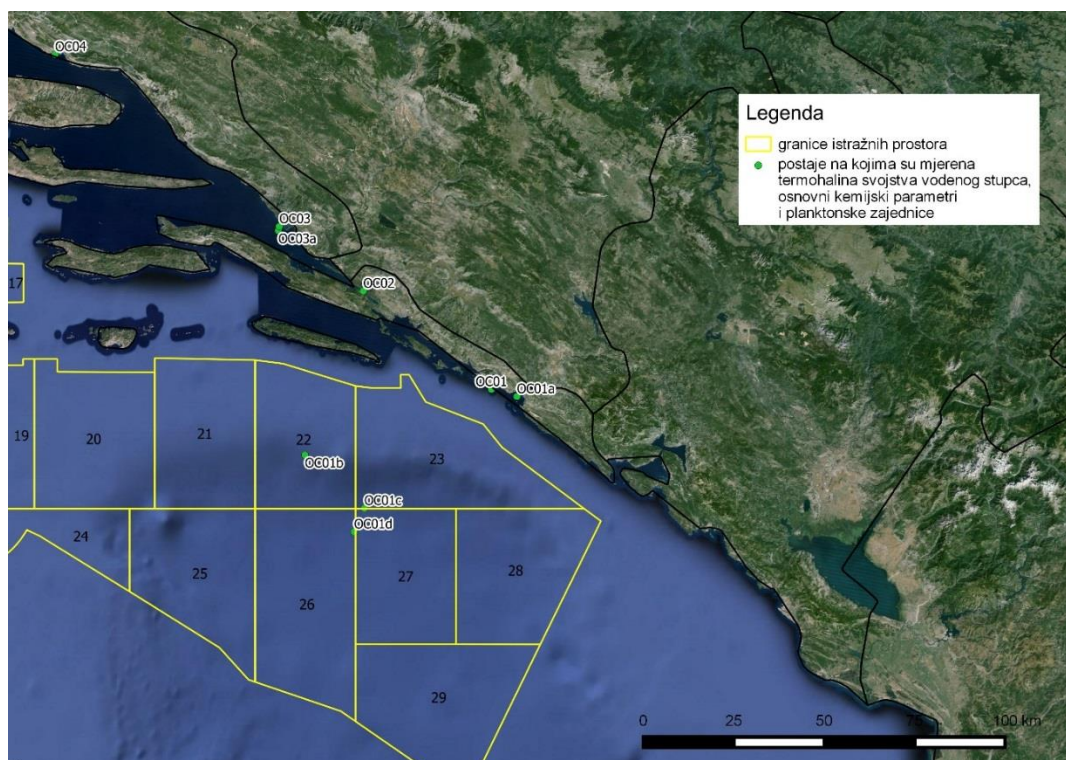 OC04
Legenda
granice istražnih prostora
postaje na kojima su mjerena
termohalina svojstva vodenog stupca,
osnovni kemijski parametri
i planktonske zajednice
OC03
OC03a
17
OC02
OC01
OC01a
19
20
21
22
OC01b
23
OC01c
OC01d
24
25
26
27
28
29
0 25 50 75 100 km